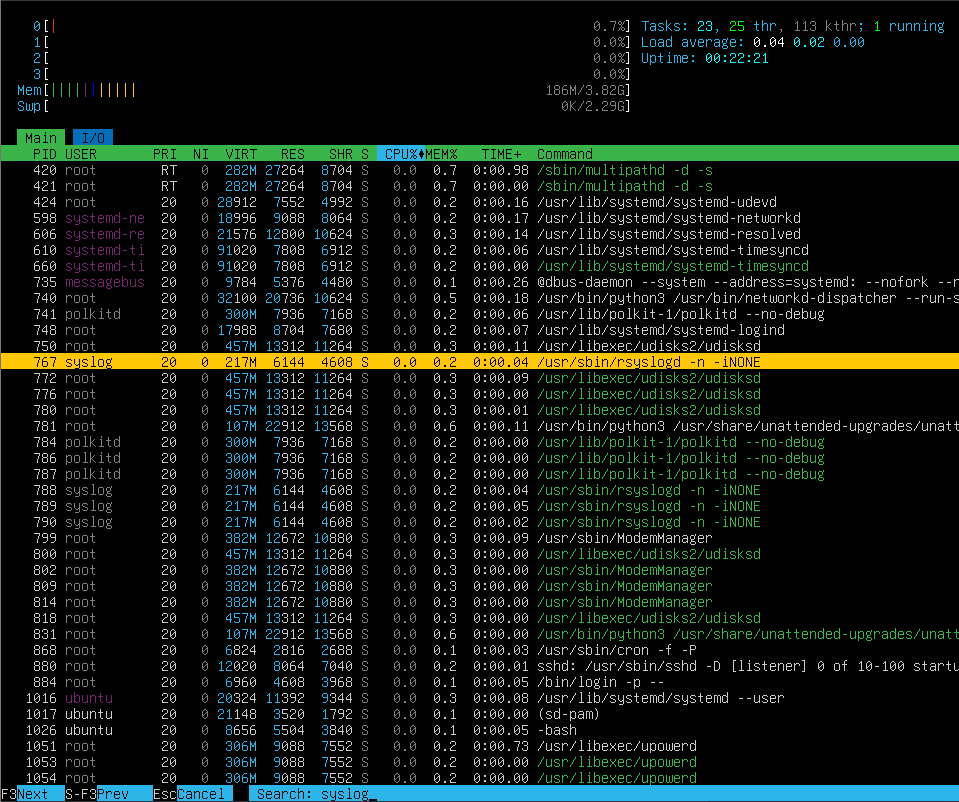 0[| 0.7%] Tasks: 23, 25 thr, 113 kthr; 1 running
1[ 0.0%] Load average: 0.04 0.02 0.00
2[ 0.0%] Uptime: 00:22:21
3[ 0.0%]
Mem[||||||||||| 186M/3.82G]
Swp[ 0K/2.29G]
Main I/O
PID USER PRI NI VIRT RES SHR S CPU%♦MEM% TIME+ Command
420 root RT 0 282M 27264 8704 S 0.0 0.7 0:00.98 /sbin/multipathd -d -s
421 root RT 0 282M 27264 8704 S 0.0 0.7 0:00.00 /sbin/multipathd -d -s
424 root 20 0 28912 7552 4992 S 0.0 0.2 0:00.16 /usr/lib/systemd/systemd-udevd
598 systemd-ne 20 0 18996 9088 8064 S 0.0 0.2 0:00.17 /usr/lib/systemd/systemd-networkd
606 systemd-re 20 0 21576 12800 10624 S 0.0 0.3 0:00.14 /usr/lib/systemd/systemd-resolved
610 systemd-ti 20 0 91020 7808 6912 S 0.0 0.2 0:00.06 /usr/lib/systemd/systemd-timesyncd
660 systemd-ti 20 0 91020 7808 6912 S 0.0 0.2 0:00.00 /usr/lib/systemd/systemd-timesyncd
735 messagebus 20 0 9784 5376 4480 S 0.0 0.1 0:00.26 @dbus-daemon --system --address=systemd: --nofork --n
740 root 20 0 32100 20736 10624 S 0.0 0.5 0:00.18 /usr/bin/python3 /usr/bin/networkd-dispatcher --run-s
741 polkitd 20 0 300M 7936 7168 S 0.0 0.2 0:00.06 /usr/lib/polkit-1/polkitd --no-debug
748 root 20 0 17988 8704 7680 S 0.0 0.2 0:00.07 /usr/lib/systemd/systemd-logind
750 root 20 0 457M 13312 11264 S 0.0 0.3 0:00.11 /usr/libexec/udisks2/udisksd
767 syslog 20 0 217M 6144 4608 S 0.0 0.2 0:00.04 /usr/sbin/rsyslogd -n -iNONE
772 root 20 0 457M 13312 11264 S 0.0 0.3 0:00.09 /usr/libexec/udisks2/udisksd
776 root 20 0 457M 13312 11264 S 0.0 0.3 0:00.00 /usr/libexec/udisks2/udisksd
780 root 20 0 457M 13312 11264 S 0.0 0.3 0:00.01 /usr/libexec/udisks2/udisksd
781 root 20 0 107M 22912 13568 S 0.0 0.6 0:00.11 /usr/bin/python3 /usr/share/unattended-upgrades/unatt
784 polkitd 20 0 300M 7936 7168 S 0.0 0.2 0:00.00 /usr/lib/polkit-1/polkitd --no-debug
786 polkitd 20 0 300M 7936 7168 S 0.0 0.2 0:00.00 /usr/lib/polkit-1/polkitd --no-debug
787 polkitd 20 0 300M 7936 7168 S 0.0 0.2 0:00.00 /usr/lib/polkit-1/polkitd --no-debug
788 syslog 20 0 217M 6144 4608 S 0.0 0.2 0:00.04 /usr/sbin/rsyslogd -n -iNONE
789 syslog 20 0 217M 6144 4608 S 0.0 0.2 0:00.05 /usr/sbin/rsyslogd -n -iNONE
790 syslog 20 0 217M 6144 4608 S 0.0 0.2 0:00.02 /usr/sbin/rsyslogd -n -iNONE
799 root 20 0 382M 12672 10880 S 0.0 0.3 0:00.09 /usr/sbin/ModemManager
800 root 20 0 457M 13312 11264 S 0.0 0.3 0:00.00 /usr/libexec/udisks2/udisksd
802 root 20 0 382M 12672 10880 S 0.0 0.3 0:00.00 /usr/sbin/ModemManager
809 root 20 0 382M 12672 10880 S 0.0 0.3 0:00.00 /usr/sbin/ModemManager
814 root 20 0 382M 12672 10880 S 0.0 0.3 0:00.00 /usr/sbin/ModemManager
818 root 20 0 457M 13312 11264 S 0.0 0.3 0:00.00 /usr/libexec/udisks2/udisksd
831 root 20 0 107M 22912 13568 S 0.0 0.6 0:00.00 /usr/bin/python3 /usr/share/unattended-upgrades/unatt
868 root 20 0 6824 2816 2688 S 0.0 0.1 0:00.03 /usr/sbin/cron -f -P
880 root 20 0 12020 8064 7040 S 0.0 0.2 0:00.01 sshd: /usr/sbin/sshd -D [listener] 0 of 10-100 startu
884 root 20 0 6960 4608 3968 S 0.0 0.1 0:00.05 /bin/login -p --
1016 ubuntu 20 0 20324 11392 9344 S 0.0 0.3 0:00.08 /usr/lib/systemd/systemd --user
1017 ubuntu 20 0 21148 3520 1792 S 0.0 0.1 0:00.00 (sd-pam)
1026 ubuntu 20 0 8656 5504 3840 S 0.0 0.1 0:00.05 -bash
1051 root 20 0 306M 9088 7552 S 0.0 0.2 0:00.73 /usr/libexec/upowerd
1053 root 20 0 306M 9088 7552 S 0.0 0.2 0:00.00 /usr/libexec/upowerd
1054 root 20 0 306M 9088 7552 S 0.0 0.2 0:00.00 /usr/libexec/upowerd
F3Next S-F3Prev EscCancel Search: syslog_